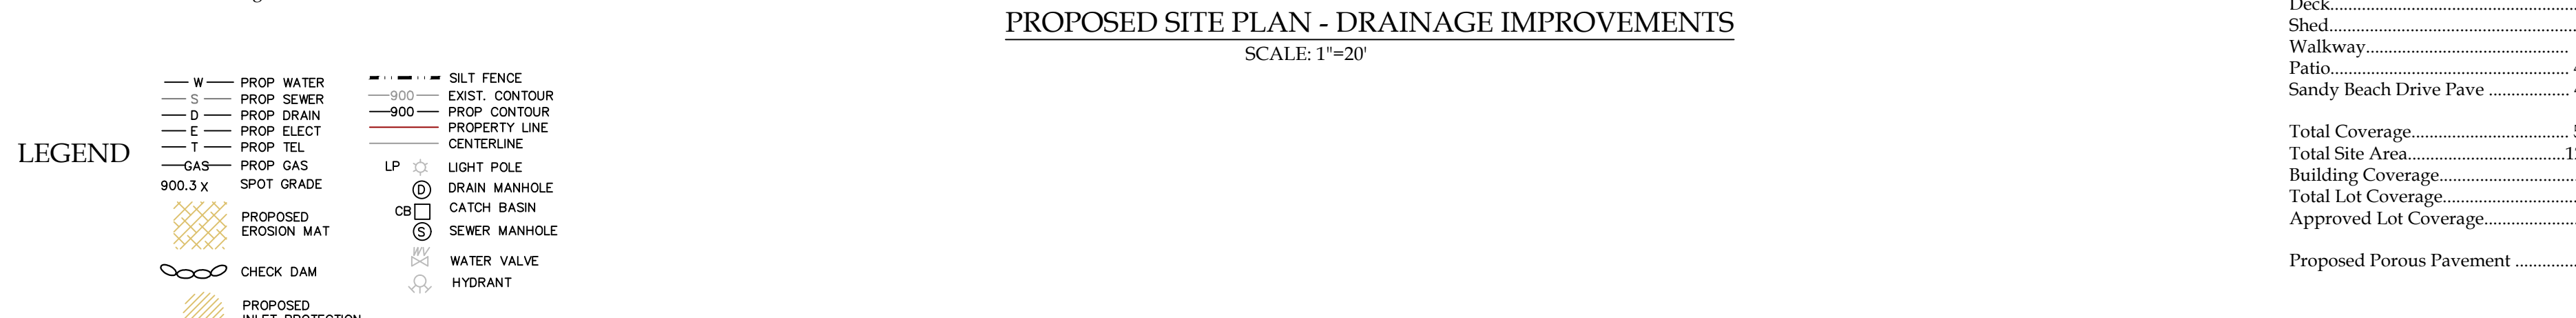 PROPOSED SITE PLAN - DRAINAGE IMPROVEMENTS
SCALE: 1"=20'
LEGEND
W PROP WATER
S PROP SEWER
D PROP DRAIN
E PROP ELECT
T PROP TEL
GAS PROP GAS
900.3 x SPOT GRADE
PROPOSED
EROSION MAT
CHECK DAM
PROPOSED
INLET PROTECTION
SILT FENCE
900 EXIST. CONTOUR
900 PROP CONTOUR
PROPERTY LINE
CENTERLINE
LP LIGHT POLE
D DRAIN MANHOLE
CB CATCH BASIN
S SEWER MANHOLE
WV
WATER VALVE
HYDRANT
Deck
Shed
Walkway
Patio
Sandy Beach Drive Pave
Total Coverage
Total Site Area
Building Coverage
Total Lot Coverage
Approved Lot Coverage
Proposed Porous Pavement